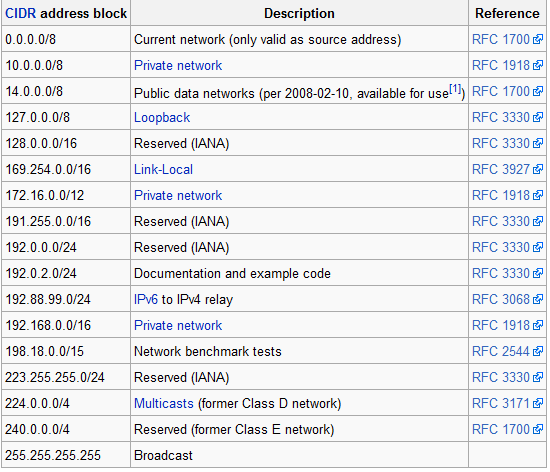 CIDR address block Description Reference
0.0.0.0/8 Current network (only valid as source address) RFC 1700
10.0.0.0/8 Private network RFC 1918
14.0.0.0/8 Public data networks (per 2008-02-10, available for use[1]) RFC 1700
127.0.0.0/8 Loopback RFC 3330
128.0.0.0/16 Reserved (IANA) RFC 3330
169.254.0.0/16 Link-Local RFC 3927
172.16.0.0/12 Private network RFC 1918
191.255.0.0/16 Reserved (IANA) RFC 3330
192.0.0.0/24 Reserved (IANA) RFC 3330
192.0.2.0/24 Documentation and example code RFC 3330
192.88.99.0/24 IPv6 to IPv4 relay RFC 3068
192.168.0.0/16 Private network RFC 1918
198.18.0.0/15 Network benchmark tests RFC 2544
223.255.255.0/24 Reserved (IANA) RFC 3330
224.0.0.0/4 Multicasts (former Class D network) RFC 3171
240.0.0.0/4 Reserved (former Class E network) RFC 1700
255.255.255.255 Broadcast